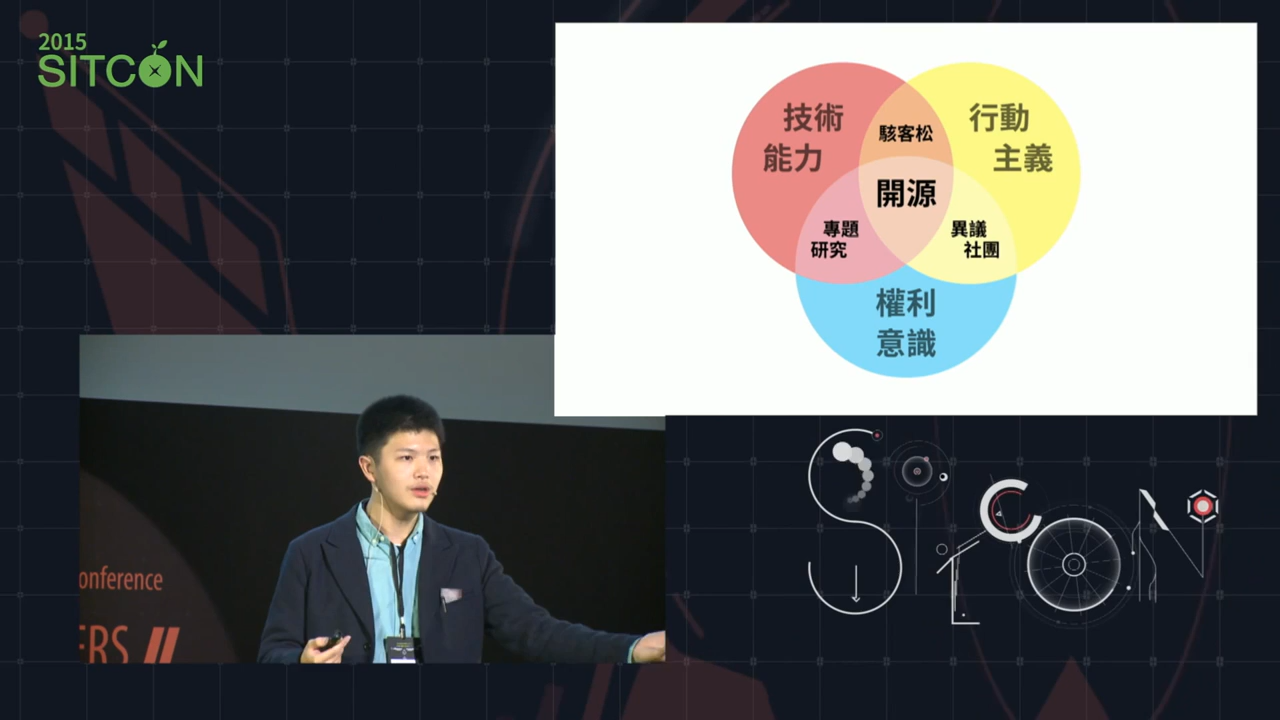 2015
SITCON
技術
能力
駭客松
行動
主義
開源
專題
研究
異議
社團
權利
意識
onference
ERS //
SITCON